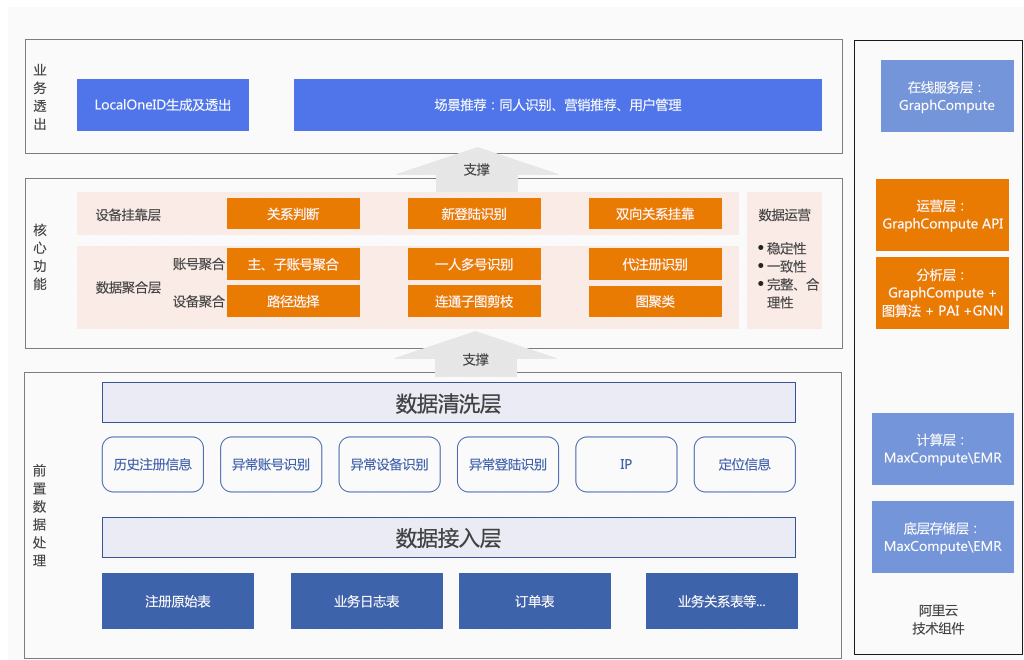 业务透出
LocalOneID生成及透出
场景推荐：同人识别、营销推荐、用户管理
支撑
核心功能
设备挂靠层
关系判断
新登陆识别
双向关系挂靠
数据聚合层
账号聚合
主、子账号聚合
一人多号识别
代注册识别
设备聚合
路径选择
连通子图剪枝
图聚类
数据运营
● 稳定性
● 一致性
● 完整、合
理性
支撑
前置数据处理
数据清洗层
历史注册信息
异常账号识别
异常设备识别
异常登陆识别
IP
定位信息
数据接入层
注册原始表
业务日志表
订单表
业务关系表等...
在线服务层：
GraphCompute
运营层：
GraphCompute API
分析层：
GraphCompute +
图算法 + PAI +GNN
计算层：
MaxCompute\EMR
底层存储层：
MaxCompute\EMR
阿里云
技术组件